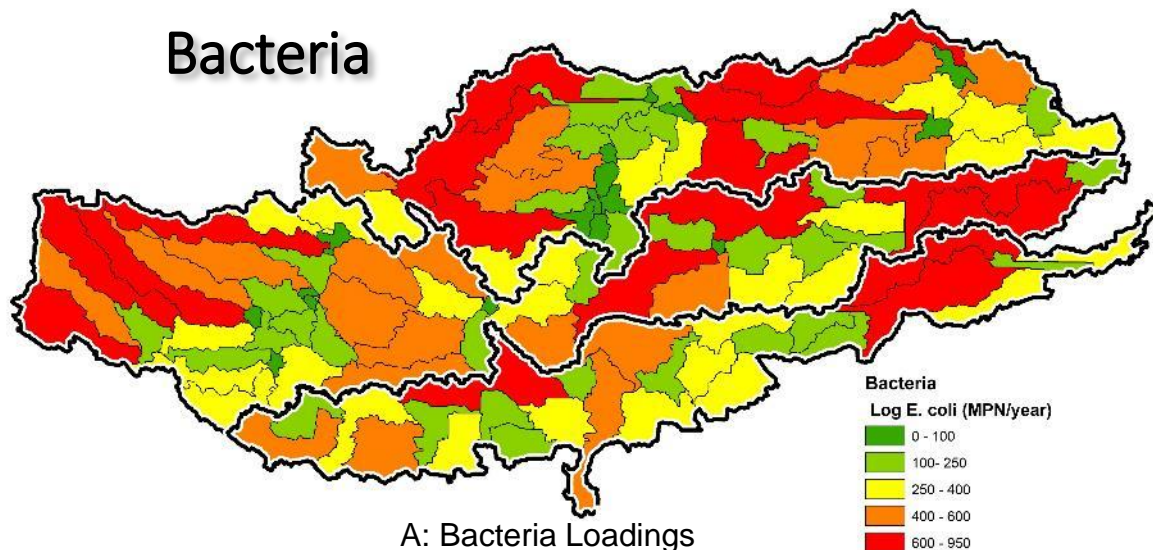 Bacteria
A: Bacteria Loadings
Bacteria
Log E. coli (MPN/year)
0 - 100
100- 250
250 - 400
400 - 600
600 - 950